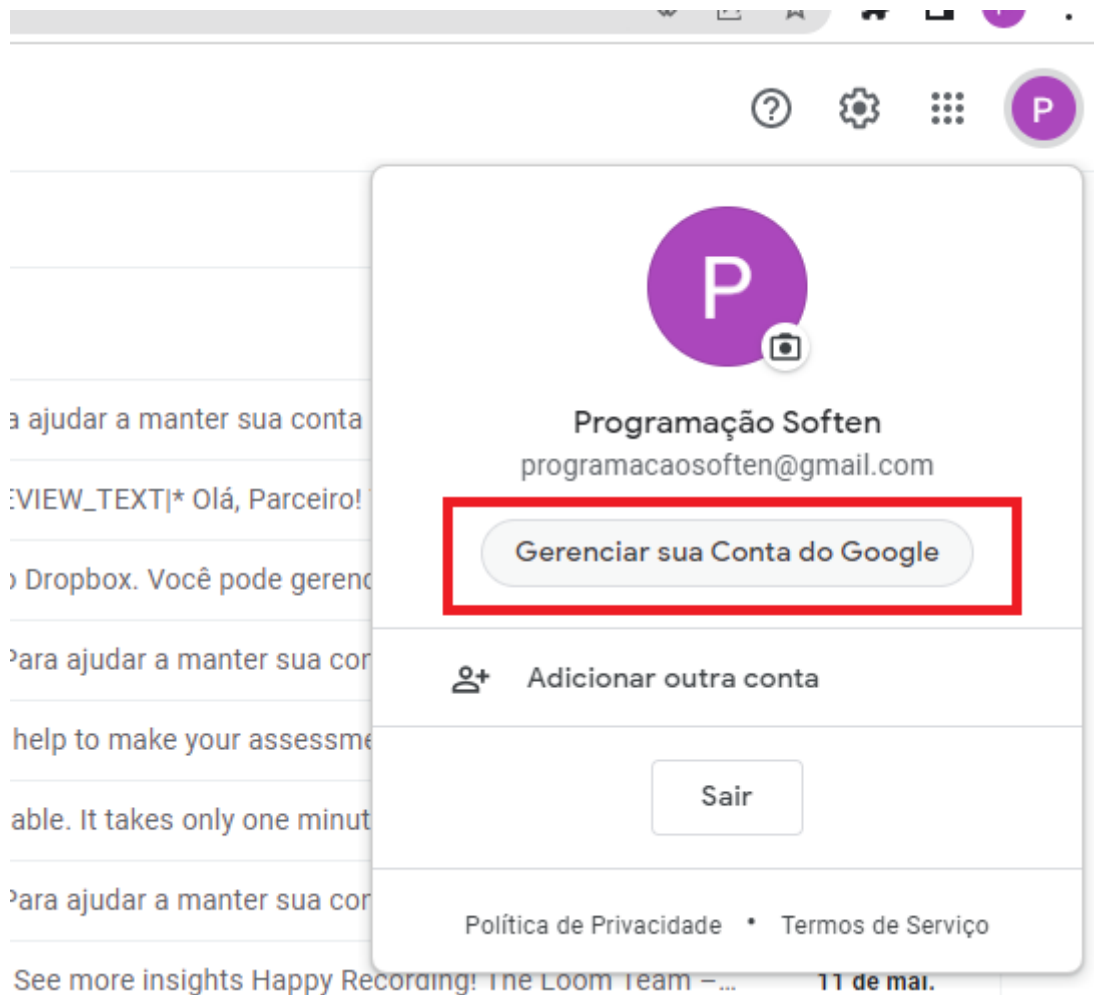 P
P
Programação Soften
programacaosoften@gmail.com
Gerenciar sua Conta do Google
Adicionar outra conta
Sair
Política de Privacidade • Termos de Serviço
a ajudar a manter sua conta
EVIEW_TEXT|* Olá, Parceiro!
o Dropbox. Você pode gerenc
Para ajudar a manter sua cor
help to make your assessme
able. It takes only one minut
Para ajudar a manter sua cor
See more insights Happy Recording! The Loom Team –... 11 de mai.